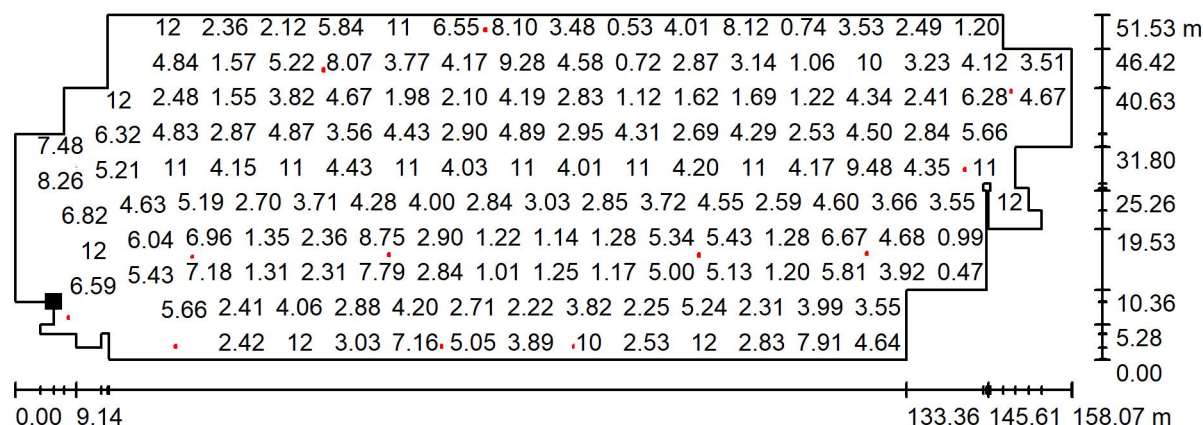 12 2.36 2.12 5.84 11 6.55 8.10 3.48 0.53 4.01 8.12 0.74 3.53 2.49 1.20 51.53 m
4.84 1.57 5.22 8.07 3.77 4.17 9.28 4.58 0.72 2.87 3.14 1.06 10 3.23 4.12 3.51 46.42
12 2.48 1.55 3.82 4.67 1.98 2.10 4.19 2.83 1.12 1.62 1.69 1.22 4.34 2.41 6.28 4.67 40.63
7.48 6.32 4.83 2.87 4.87 3.56 4.43 2.90 4.89 2.95 4.31 2.69 4.29 2.53 4.50 2.84 5.66 31.80
8.26 5.21 11 4.15 11 4.43 11 4.03 11 4.01 11 4.20 11 4.17 9.48 4.35 11
6.82 4.63 5.19 2.70 3.71 4.28 4.00 2.84 3.03 2.85 3.72 4.55 2.59 4.60 3.66 3.55 12 25.26
12 6.04 6.96 1.35 2.36 8.75 2.90 1.22 1.14 1.28 5.34 5.43 1.28 6.67 4.68 0.99 19.53
6.59 5.43 7.18 1.31 2.31 7.79 2.84 1.01 1.25 1.17 5.00 5.13 1.20 5.81 3.92 0.47
5.66 2.41 4.06 2.88 4.20 2.71 2.22 3.82 2.25 5.24 2.31 3.99 3.55 10.36
2.42 12 3.03 7.16 5.05 3.89 10 2.53 12 2.83 7.91 4.64 5.28
0.00
0.00 9.14 133.36 145.61 158.07 m